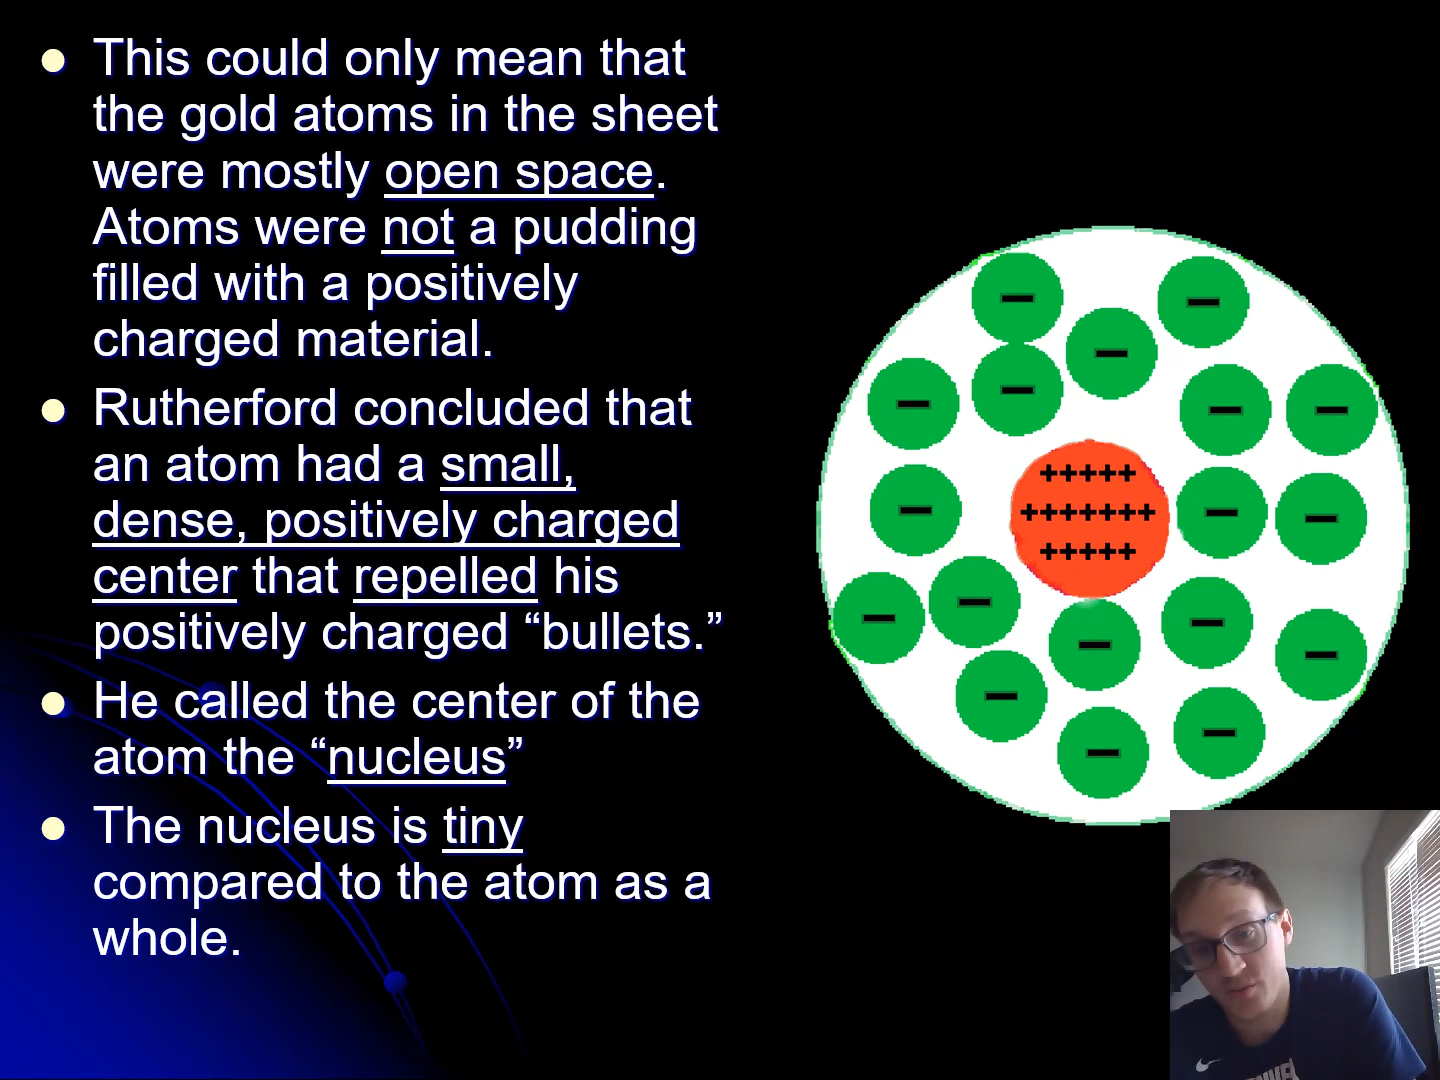 This could only mean that
the gold atoms in the sheet
were mostly open space.
Atoms were not a pudding
filled with a positively
charged material.
Rutherford concluded that
an atom had a small,
dense, positively charged
center that repelled his
positively charged “bullets.”
He called the center of the
atom the “nucleus”
The nucleus is tiny
compared to the atom as a
whole.
+++++
+++++++
+++++